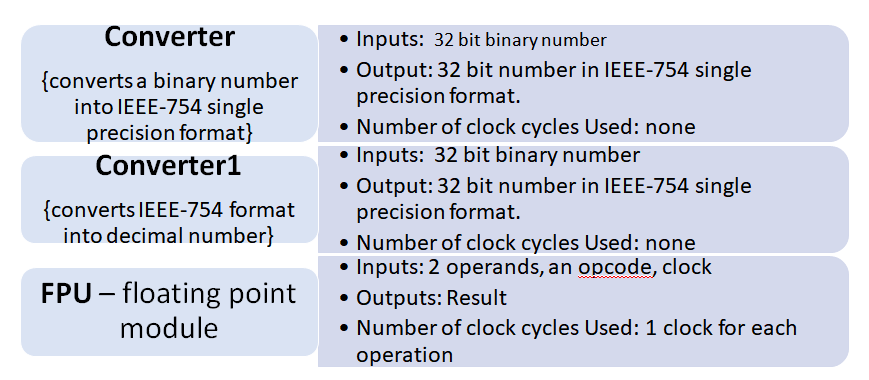 Converter
{converts a binary number
into IEEE-754 single
precision format}
• Inputs:  32 bit binary number
• Output: 32 bit number in IEEE-754 single
precision format.
• Number of clock cycles Used: none
Converter1
{converts IEEE-754 format
into decimal number}
• Inputs:  32 bit binary number
• Output: 32 bit number in IEEE-754 single
precision format.
• Number of clock cycles Used: none
FPU – floating point
module
• Inputs: 2 operands, an opcode, clock
• Outputs: Result
• Number of clock cycles Used: 1 clock for each
operation